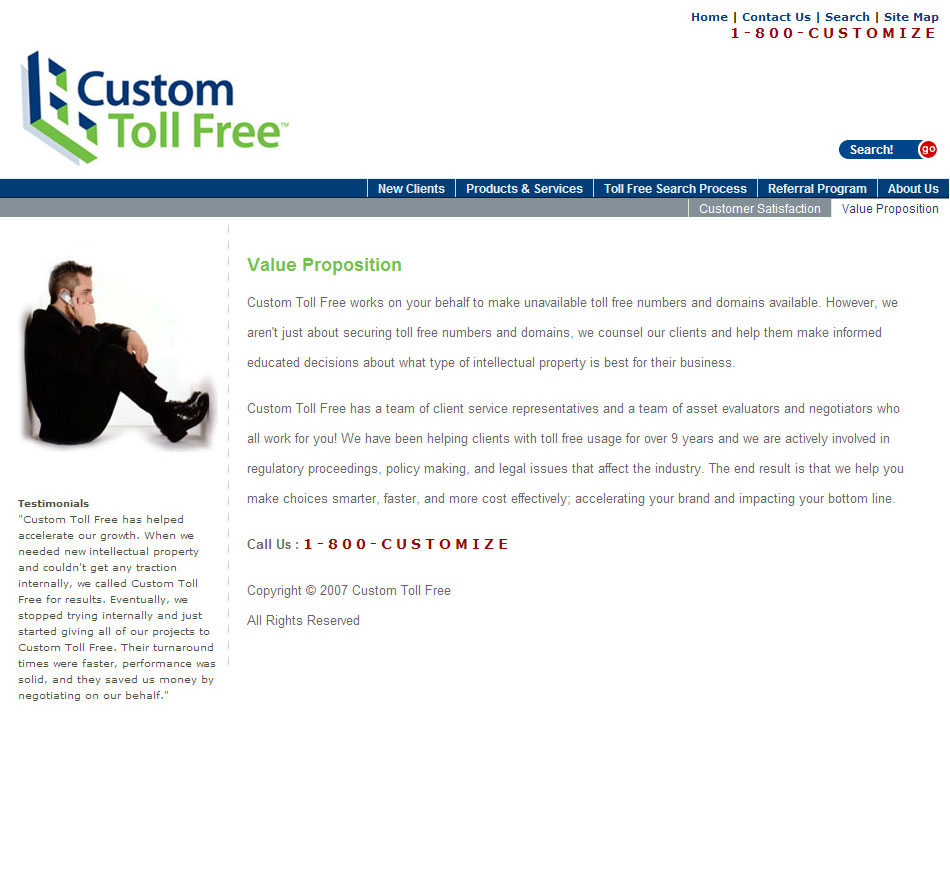 Home | Contact Us | Search | Site Map
1-800-CUSTOMIZE
Custom
Toll Free™
Search! go
New Clients | Products & Services | Toll Free Search Process | Referral Program | About Us
Customer Satisfaction | Value Proposition
Value Proposition
Custom Toll Free works on your behalf to make unavailable toll free numbers and domains available. However, we
aren't just about securing toll free numbers and domains, we counsel our clients and help them make informed
educated decisions about what type of intellectual property is best for their business.
Custom Toll Free has a team of client service representatives and a team of asset evaluators and negotiators who
all work for you! We have been helping clients with toll free usage for over 9 years and we are actively involved in
regulatory proceedings, policy making, and legal issues that affect the industry. The end result is that we help you
make choices smarter, faster, and more cost effectively; accelerating your brand and impacting your bottom line.
Call Us : 1-800-CUSTOMIZE
Copyright © 2007 Custom Toll Free
All Rights Reserved
Testimonials
"Custom Toll Free has helped
accelerate our growth. When we
needed new intellectual property
and couldn't get any traction
internally, we called Custom Toll
Free for results. Eventually, we
stopped trying internally and just
started giving all of our projects to
Custom Toll Free. Their turnaround
times were faster, performance was
solid, and they saved us money by
negotiating on our behalf."